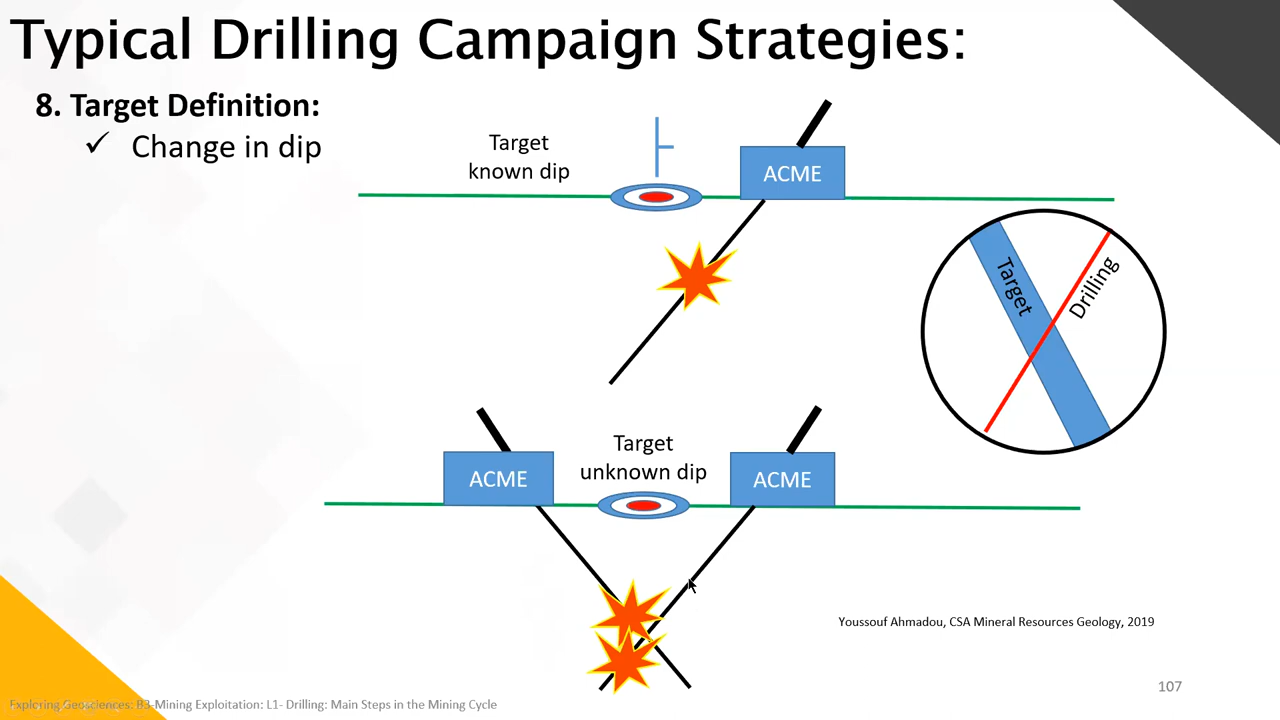 Typical Drilling Campaign Strategies:
8. Target Definition:
✓ Change in dip
Target
known dip
ACME
Target
Drilling
ACME
Target
unknown dip
ACME
Youssouf Ahmadou, CSA Mineral Resources Geology, 2019
107
Exploring Geosciences: B3-Mining Exploitation: L1- Drilling: Main Steps in the Mining Cycle